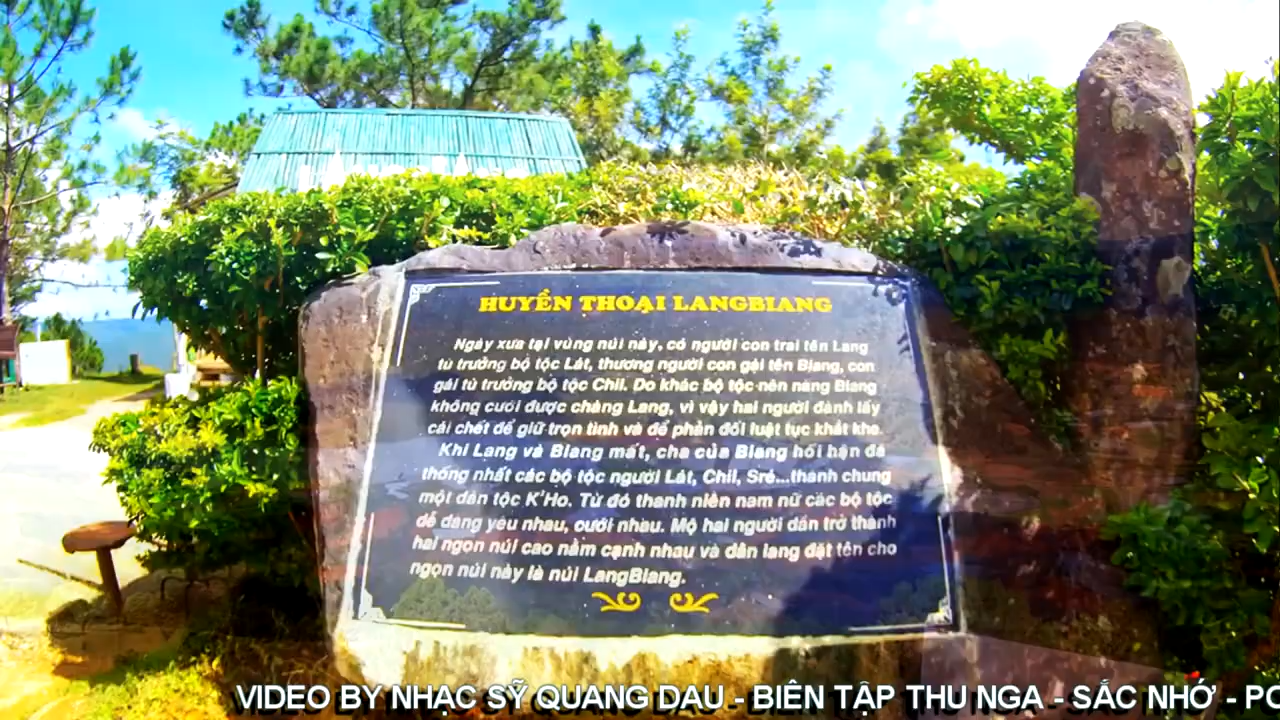 HUYỀN THOẠI LANGBIANG
Ngày xưa tại vùng núi này, có người con trai tên Lang
tù trưởng bộ tộc Lát, thương người con gái tên Biang, con
gái tù trưởng bộ tộc Chil. Do khác bộ tộc nên nàng Biang
không cưới được chàng Lang, vì vậy hai người đành lấy
cái chết để giữ trọn tình và để phản đối luật tục khắt khe.
Khi Lang và Biang mất, cha của Biang hối hận đã
thống nhất các bộ tộc người Lát, Chil, Srê...thành chung
một dân tộc K'Ho. Từ đó thanh niên nam nữ các bộ tộc
dễ dàng yêu nhau, cưới nhau. Mộ hai người dần trở thành
hai ngọn núi cao nằm cạnh nhau và dân làng đặt tên cho
ngọn núi này là núi LangBiang.
VIDEO BY NHẠC SỸ QUANG DAU - BIÊN TẬP THU NGA - SẮC NHỚ - PC